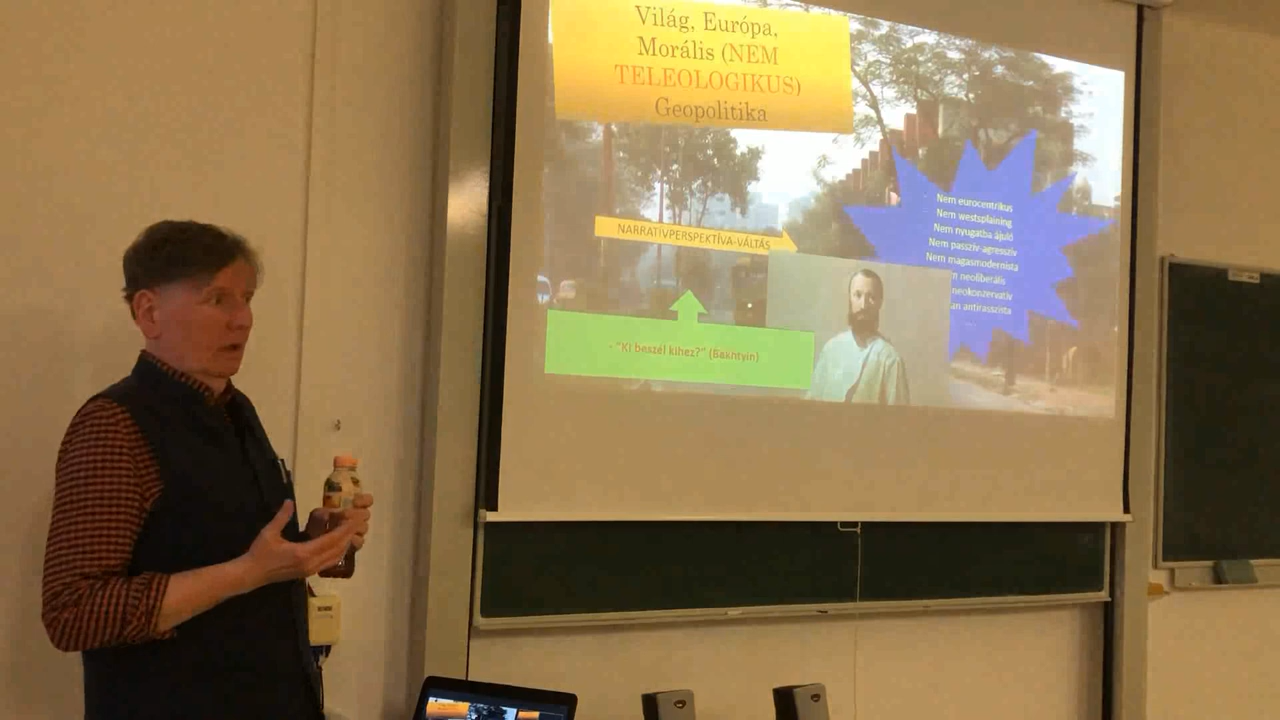 Világ, Európa,
Morális (NEM
TELEOLOGIKUS)
Geopolitika
NARRATÍVPERSPEKTÍVA-VÁLTÁS
- "Ki beszél kihez?" (Bakhtyin)
Nem eurocentrikus
Nem westsplaining
Nem nyugatba ájuló
Nem passzív-agresszív
Nem magasmodernista
neoliberális
neokonzervatív
antirasszista